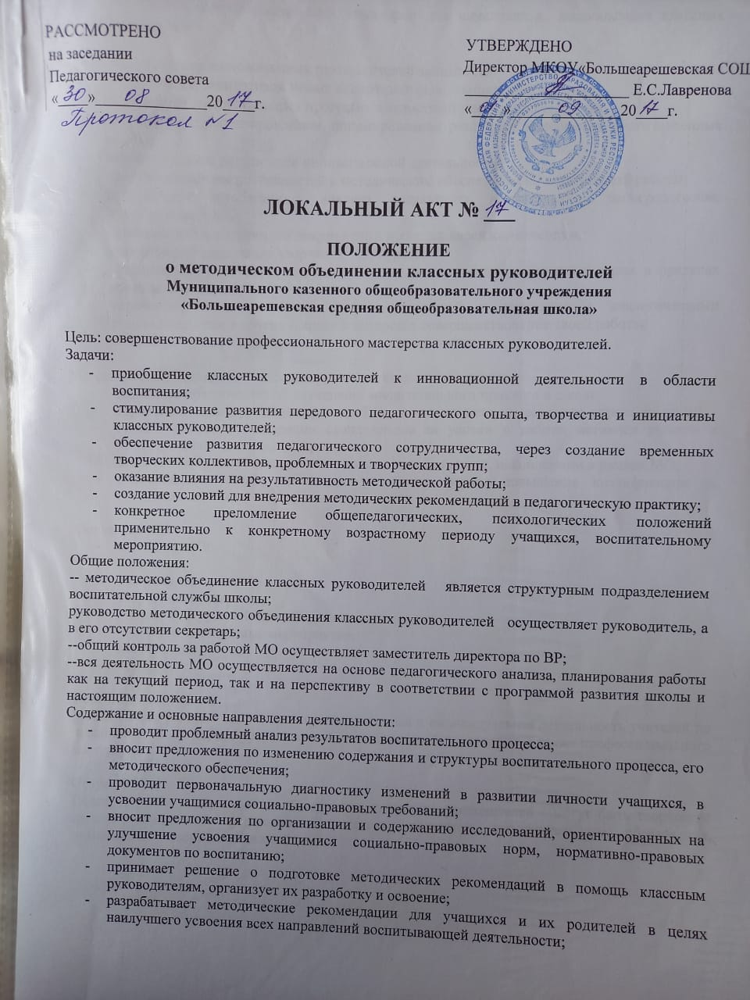 РАССМОТРЕНО
на заседании
Педагогического совета
«30»   08   2017г.
Протокол №1
УТВЕРЖДЕНО
Директор МКОУ «Большеарешевская СОШ
Е.С.Лавренова
« » 09 2017 г.
РОССИЙСКАЯ ФЕДЕРАЦИЯ МИНИСТЕРСТВО ОБРАЗОВАНИЯ И НАУКИ РЕСПУБЛИКИ ДАГЕСТАН
ЛОКАЛЬНЫЙ АКТ № 17
ПОЛОЖЕНИЕ
о методическом объединении классных руководителей
Муниципального казенного общеобразовательного учреждения
«Большеарешевская средняя общеобразовательная школа»
Цель: совершенствование профессионального мастерства классных руководителей.
Задачи:
- приобщение классных руководителей к инновационной деятельности в области
воспитания;
- стимулирование развития передового педагогического опыта, творчества и инициативы
классных руководителей;
- обеспечение развития педагогического сотрудничества, через создание временных
творческих коллективов, проблемных и творческих групп;
- оказание влияния на результативность методической работы;
- создание условий для внедрения методических рекомендаций в педагогическую практику;
- конкретное преломление общепедагогических, психологических положений
применительно к конкретному возрастному периоду учащихся, воспитательному
мероприятию.
Общие положения:
-- методическое объединение классных руководителей является структурным подразделением
воспитательной службы школы;
руководство методического объединения классных руководителей осуществляет руководитель, а
в его отсутствии секретарь;
--общий контроль за работой МО осуществляет заместитель директора по ВР;
--вся деятельность МО осуществляется на основе педагогического анализа, планирования работы
как на текущий период, так и на перспективу в соответствии с программой развития школы и
настоящим положением.
Содержание и основные направления деятельности:
- проводит проблемный анализ результатов воспитательного процесса;
- вносит предложения по изменению содержания и структуры воспитательного процесса, его
методического обеспечения;
- проводит первоначальную диагностику изменений в развитии личности учащихся, в
усвоении учащимися социально-правовых требований;
- вносит предложения по организации и содержанию исследований, ориентированных на
улучшение усвоения учащимися социально-правовых норм, нормативно-правовых
документов по воспитанию;
- принимает решение о подготовке методических рекомендаций в помощь классным
руководителям, организует их разработку и освоение;
- разрабатывает методические рекомендации для учащихся и их родителей в целях
наилучшего усвоения всех направлений воспитывающей деятельности;